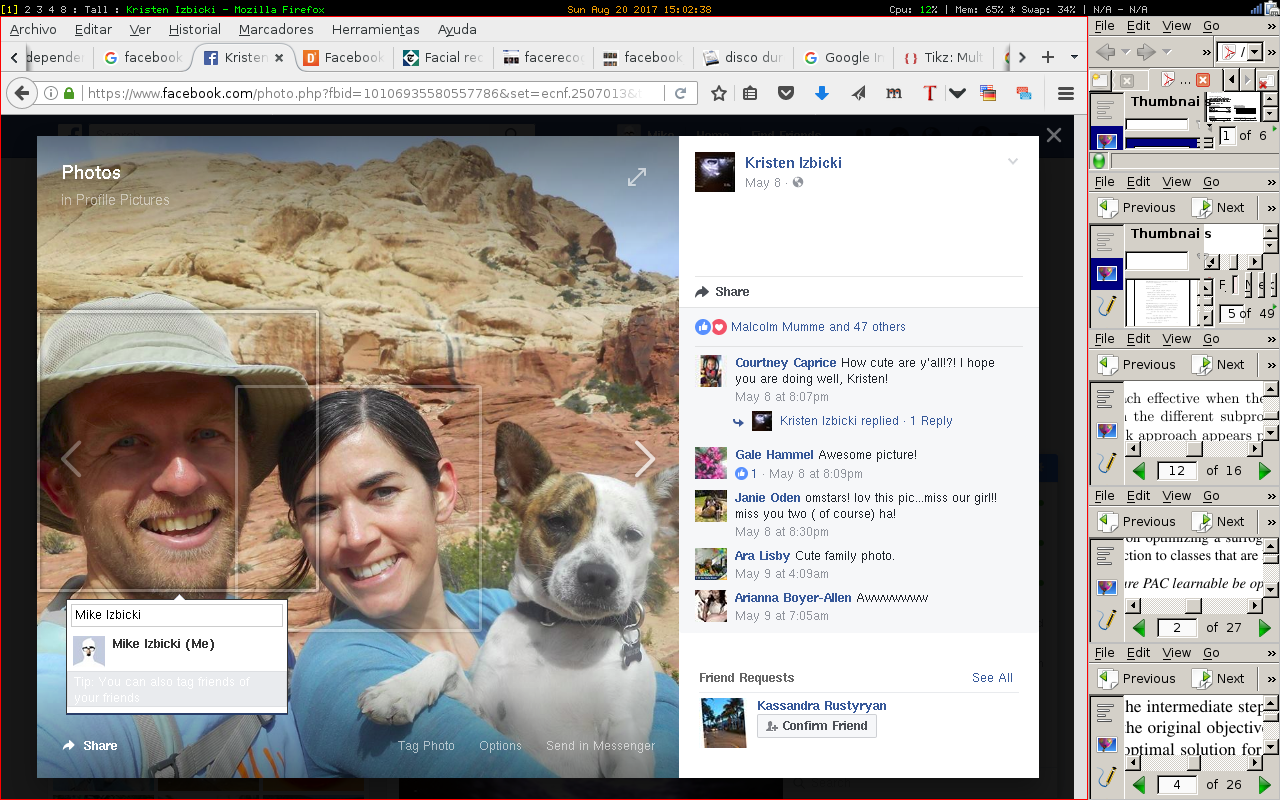 [1] 2 3 4 8 : Tall : Kristen Izbicki - Mozilla Firefox
Sun Aug 20 2017 15:02:38
Cpu: 12% | Mem: 65% * Swap: 34% | N/A - N/A
Archivo Editar Ver Historial Marcadores Herramientas Ayuda
depender facebook Kristen Facebook Facial rec facereco facebook disco dur Google In Tikz: Mult
https://www.facebook.com/photo.php?fbid=10109935580557786&set=ecnf.2507013&
Photos
In Profile Pictures
Mike Izbicki
Mike Izbicki (Me)
Tip: You can also tag friends of
your friends
Share
Tag Photo Options Send in Messenger
Kristen Izbicki
May 8 ·
Share
Malcolm Mumme and 47 others
Courtney Caprice How cute are y'all!?! I hope
you are doing well, Kristen!
May 8 at 8:07pm
Kristen Izbicki replied · 1 Reply
Gale Hammel Awesome picture!
1 · May 8 at 8:09pm
Janie Oden omstars! lov this pic...miss our girl!!
miss you two ( of course) ha!
May 8 at 8:30pm
Ara Lisby Cute family photo.
May 9 at 4:09am
Arianna Boyer-Allen Awwwwwww
May 9 at 7:05am
Friend Requests See All
Kassandra Rustyryan
Confirm Friend
File Edit View Go »
» /
...
Thumbnai s
1 of 6
File Edit View Go »
Previous Next »
Thumbnai s
5 of 49
File Edit View Go »
Previous Next »
ch effective when the
the different subpro
k approach appears p
12 of 16
File Edit View Go »
Previous Next »
on optimizing a surrog
ction to classes that are
re PAC learnable be op
2 of 27
File Edit View Go »
Previous Next »
he intermediate step
he original objectiv
optimal solution for
4 of 26